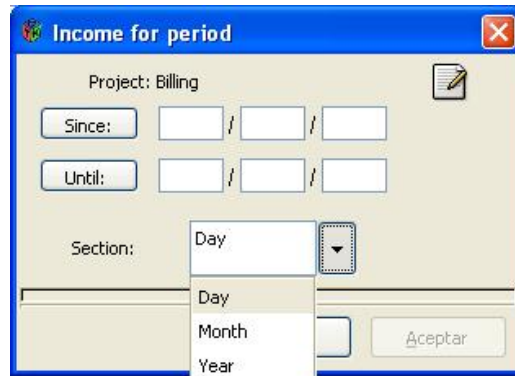 Income for period
Project: Billing
Since: / /
Until: / /
Section: Day
Day
Month
Year
Aceptar